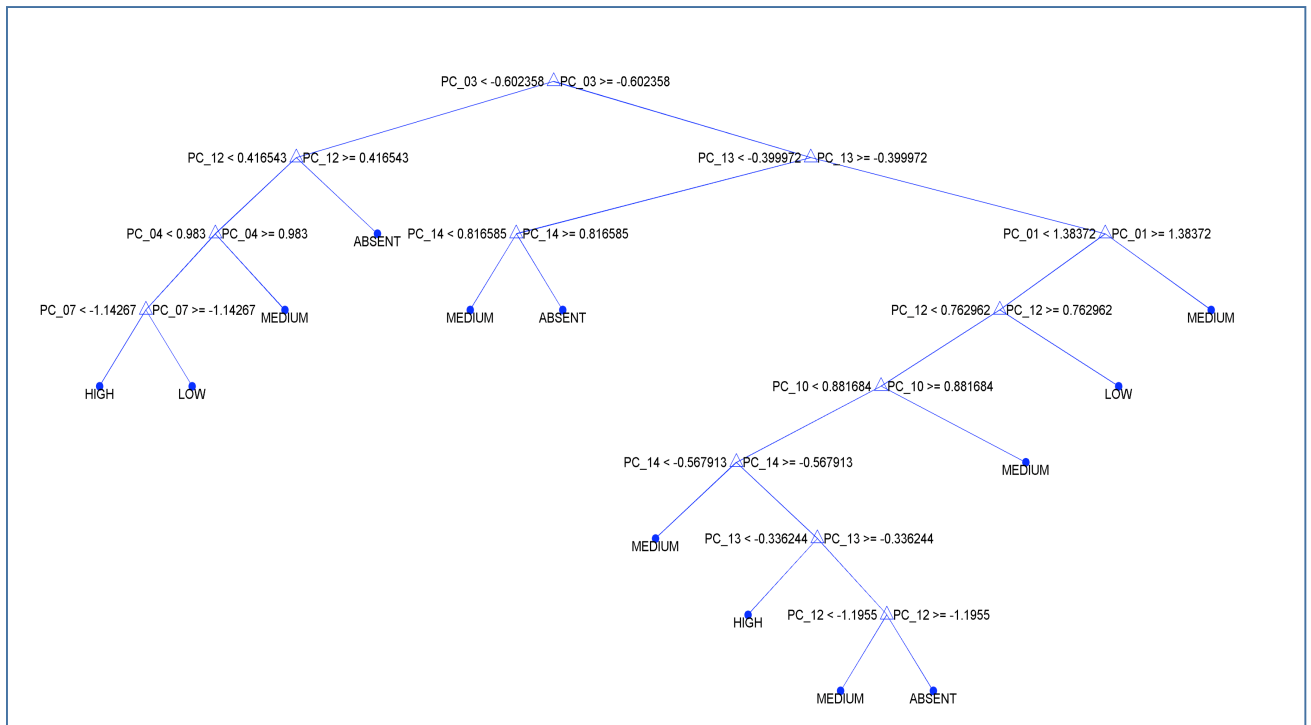 PC_03 < -0.602358 PC_03 >= -0.602358
PC_12 < 0.416543 PC_12 >= 0.416543
PC_13 < -0.399972 PC_13 >= -0.399972
PC_04 < 0.983 PC_04 >= 0.983
ABSENT
PC_14 < 0.816585 PC_14 >= 0.816585
PC_01 < 1.38372 PC_01 >= 1.38372
PC_07 < -1.14267 PC_07 >= -1.14267
MEDIUM
MEDIUM
ABSENT
PC_12 < 0.762962 PC_12 >= 0.762962
MEDIUM
HIGH
LOW
PC_10 < 0.881684 PC_10 >= 0.881684
LOW
PC_14 < -0.567913 PC_14 >= -0.567913
MEDIUM
MEDIUM
PC_13 < -0.336244 PC_13 >= -0.336244
HIGH
PC_12 < -1.1955 PC_12 >= -1.1955
MEDIUM
ABSENT